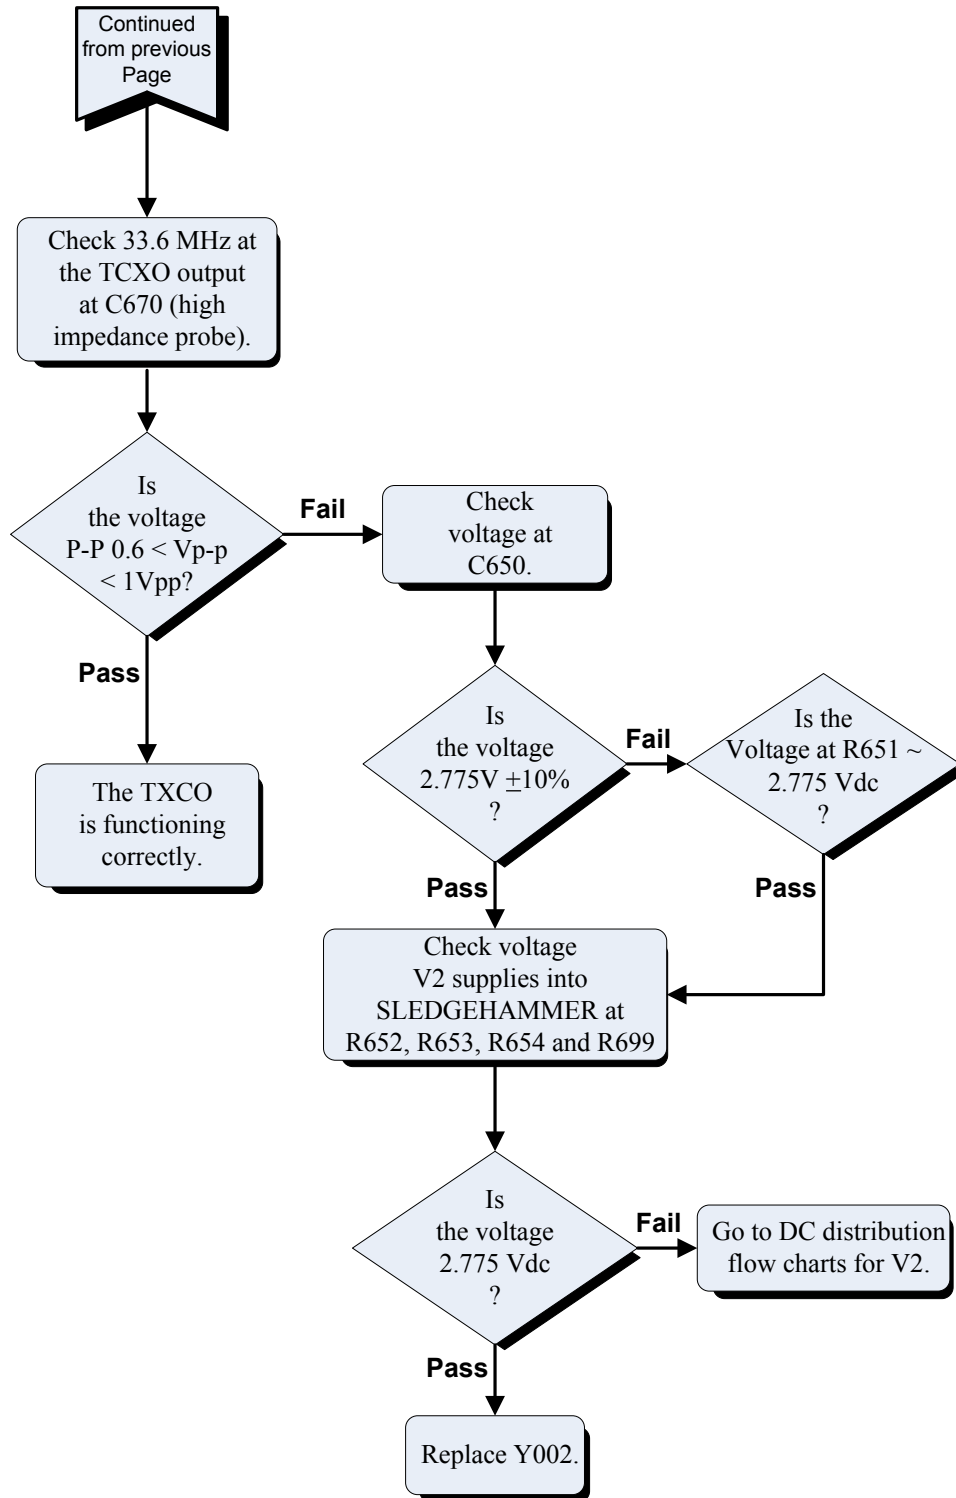 Continued
from previous
Page
Check 33.6 MHz at
the TCXO output
at C670 (high
impedance probe).
Is
the voltage
P-P 0.6 < Vp-p
< 1Vpp?
Fail
Check
voltage at
C650.
Pass
The TXCO
is functioning
correctly.
Is
the voltage
2.775V ±10%
?
Fail
Is the
Voltage at R651 ~
2.775 Vdc
?
Pass
Pass
Check voltage
V2 supplies into
SLEDGEHAMMER at
R652, R653, R654 and R699
Is
the voltage
2.775 Vdc
?
Fail
Go to DC distribution
flow charts for V2.
Pass
Replace Y002.